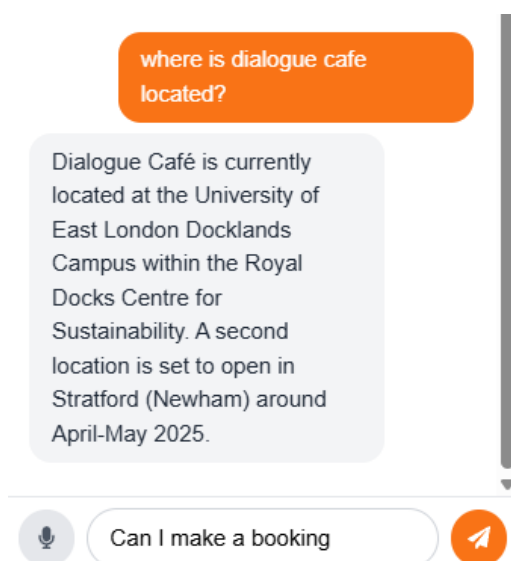 where is dialogue cafe
located?
Dialogue Café is currently
located at the University of
East London Docklands
Campus within the Royal
Docks Centre for
Sustainability. A second
location is set to open in
Stratford (Newham) around
April-May 2025.
Can I make a booking